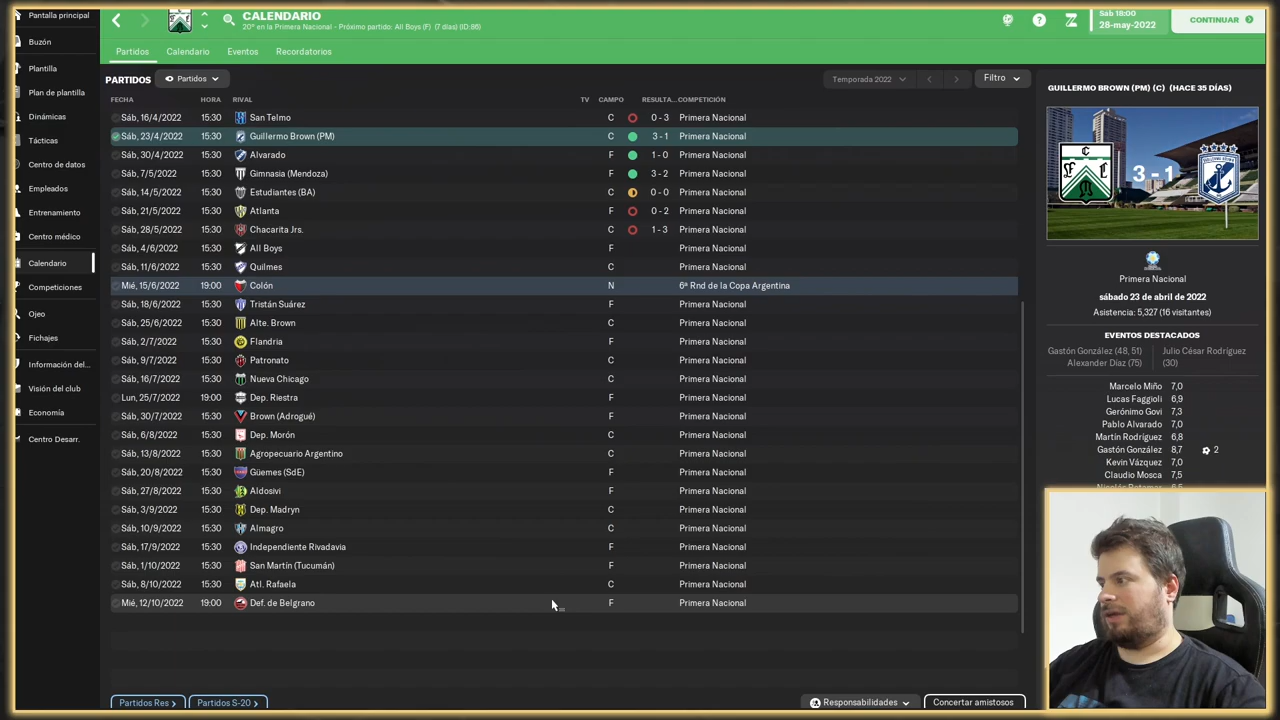 Pantalla principal
Buzón
Plantilla
Plan de plantilla
Dinámicas
Tácticas
Centro de datos
Empleados
Entrenamiento
Centro médico
Calendario
Competiciones
Ojeo
Fichajes
Información del...
Visión del club
Economía
Centro Desarr.
CALENDARIO
20º en la Primera Nacional - Próximo partido: All Boys (F) (7 días) (ID:86)
Sáb 18:00
28-may-2022
CONTINUAR
Partidos Calendario Eventos Recordatorios
PARTIDOS Partidos Temporada 2022 Filtro
FECHA HORA RIVAL TV CAMPO RESULTA... COMPETICIÓN
Sáb, 16/4/2022 15:30 San Telmo C 0 - 3 Primera Nacional
Sáb, 23/4/2022 15:30 Guillermo Brown (PM) C 3 - 1 Primera Nacional
Sáb, 30/4/2022 15:30 Alvarado F 1 - 0 Primera Nacional
Sáb, 7/5/2022 15:30 Gimnasia (Mendoza) F 3 - 2 Primera Nacional
Sáb, 14/5/2022 15:30 Estudiantes (BA) C 0 - 0 Primera Nacional
Sáb, 21/5/2022 15:30 Atlanta F 0 - 2 Primera Nacional
Sáb, 28/5/2022 15:30 Chacarita Jrs. C 1 - 3 Primera Nacional
Sáb, 4/6/2022 15:30 All Boys F Primera Nacional
Sáb, 11/6/2022 15:30 Quilmes C Primera Nacional
Mié, 15/6/2022 19:00 Colón N 6ª Rnd de la Copa Argentina
Sáb, 18/6/2022 15:30 Tristán Suárez F Primera Nacional
Sáb, 25/6/2022 15:30 Alte. Brown C Primera Nacional
Sáb, 2/7/2022 15:30 Flandria F Primera Nacional
Sáb, 9/7/2022 15:30 Patronato C Primera Nacional
Sáb, 16/7/2022 15:30 Nueva Chicago C Primera Nacional
Lun, 25/7/2022 19:00 Dep. Riestra F Primera Nacional
Sáb, 30/7/2022 15:30 Brown (Adrogué) F Primera Nacional
Sáb, 6/8/2022 15:30 Dep. Morón C Primera Nacional
Sáb, 13/8/2022 15:30 Agropecuario Argentino C Primera Nacional
Sáb, 20/8/2022 15:30 Güemes (SdE) F Primera Nacional
Sáb, 27/8/2022 15:30 Aldosivi F Primera Nacional
Sáb, 3/9/2022 15:30 Dep. Madryn C Primera Nacional
Sáb, 10/9/2022 15:30 Almagro C Primera Nacional
Sáb, 17/9/2022 15:30 Independiente Rivadavia F Primera Nacional
Sáb, 1/10/2022 15:30 San Martín (Tucumán) F Primera Nacional
Sáb, 8/10/2022 15:30 Atl. Rafaela C Primera Nacional
Mié, 12/10/2022 19:00 Def. de Belgrano F Primera Nacional
Partidos Res Partidos S-20 Responsabilidades Concertar amistosos
GUILLERMO BROWN (PM) (C) (HACE 35 DÍAS)
3 - 1
Primera Nacional
sábado 23 de abril de 2022
Asistencia: 5,327 (16 visitantes)
EVENTOS DESTACADOS
Gastón González (48, 51) Julio César Rodríguez
Alexander Díaz (75) (30)
Marcelo Miño 7,0
Lucas Faggioli 6,9
Gerónimo Govi 7,3
Pablo Alvarado 7,0
Martín Rodríguez 6,8
Gastón González 8,7 2
Kevin Vázquez 7,0
Claudio Mosca 7,5